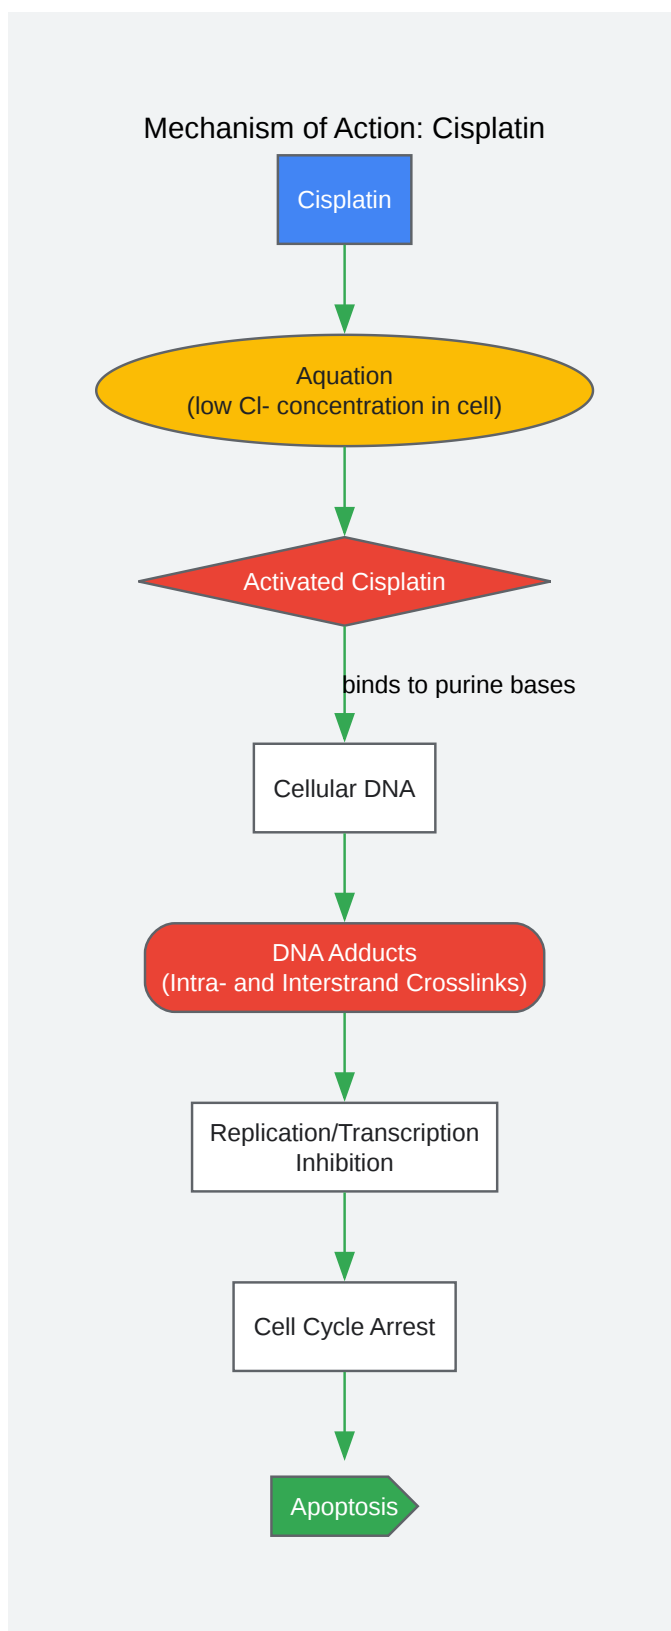 Mechanism of Action: Cisplatin
Cisplatin
Aquation
(low Cl- concentration in cell)
Activated Cisplatin
binds to purine bases
Cellular DNA
DNA Adducts
(Intra- and Interstrand Crosslinks)
Replication/Transcription
Inhibition
Cell Cycle Arrest
Apoptosis